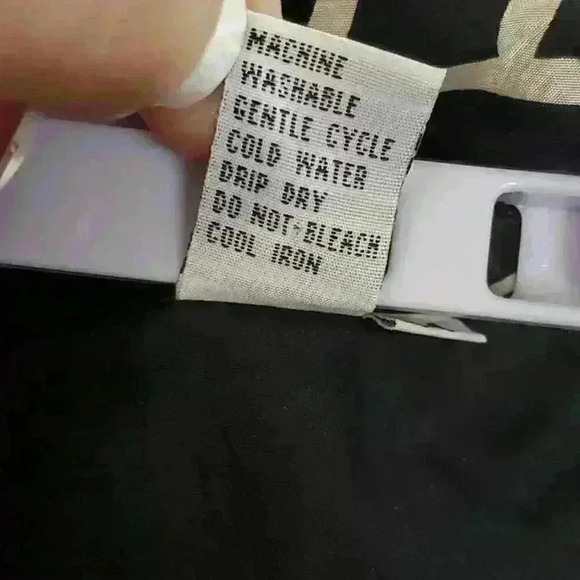 MACHINE
WASHABLE
GENTLE CYCLE
COLD WATER
DRIP DRY
DO NOT BLEACH
COOL IRON